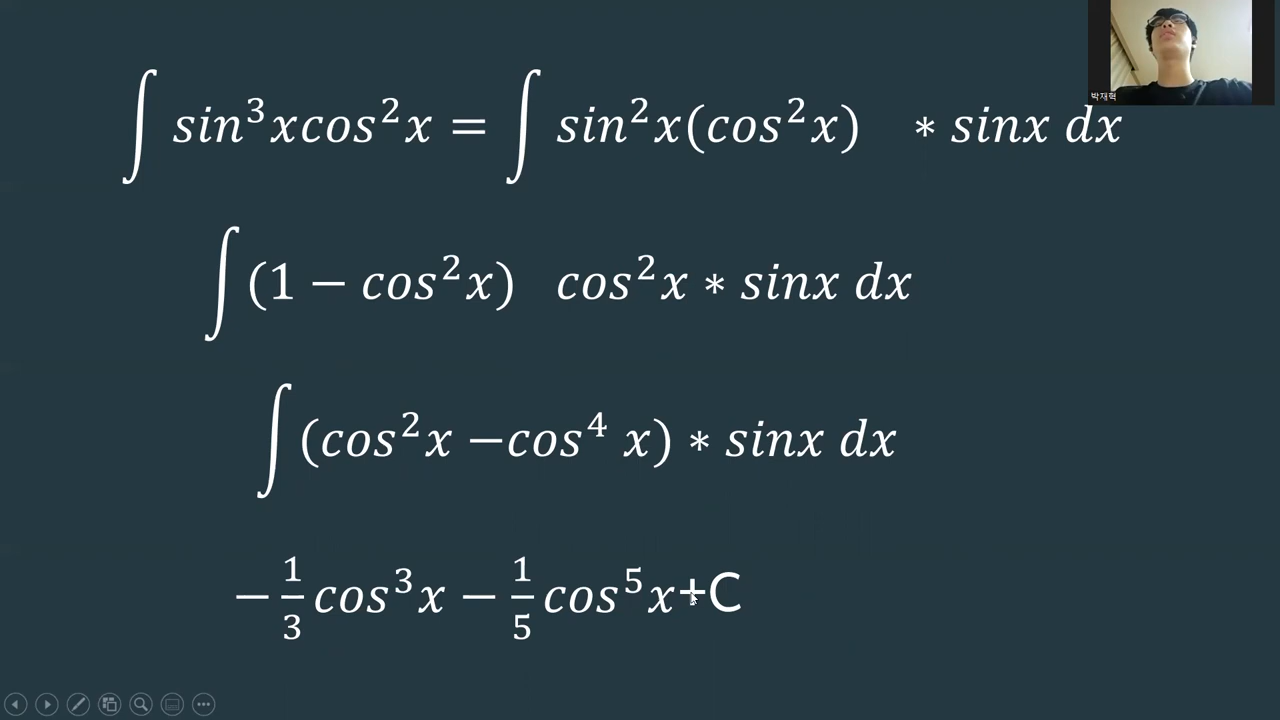 ∫ sin³xcos²x = ∫ sin²x(cos²x) * sinx dx
박재혁
∫ (1 − cos²x) cos²x * sinx dx
∫ (cos²x −cos⁴ x) * sinx dx
− 1/3 cos³x − 1/5 cos⁵x+C